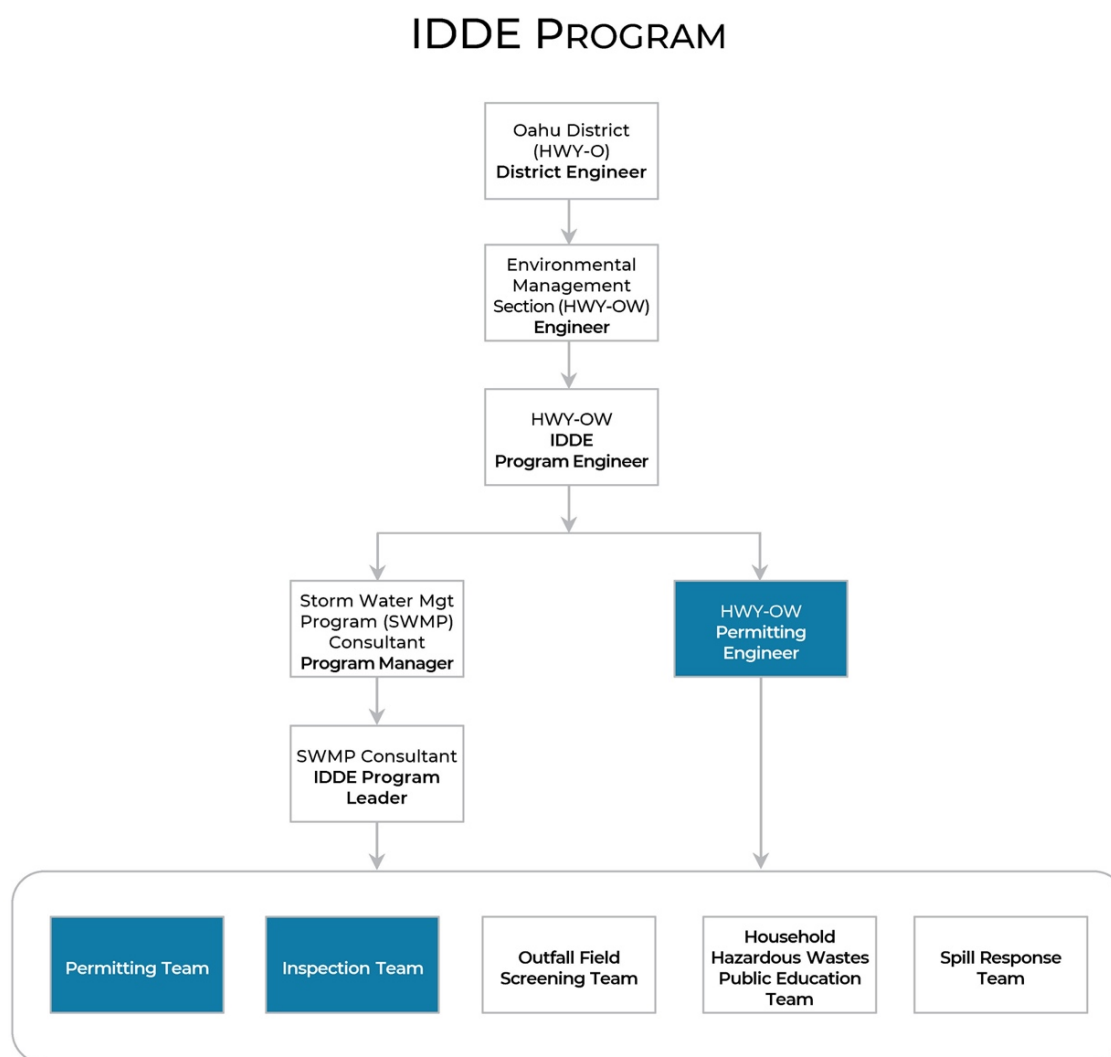 IDDE PROGRAM
Oahu District
(HWY-O)
District Engineer
Environmental
Management
Section (HWY-OW)
Engineer
HWY-OW
IDDE
Program Engineer
Storm Water Mgt
Program (SWMP)
Consultant
Program Manager
HWY-OW
Permitting
Engineer
SWMP Consultant
IDDE Program
Leader
Permitting Team
Inspection Team
Outfall Field
Screening Team
Household
Hazardous Wastes
Public Education
Team
Spill Response
Team